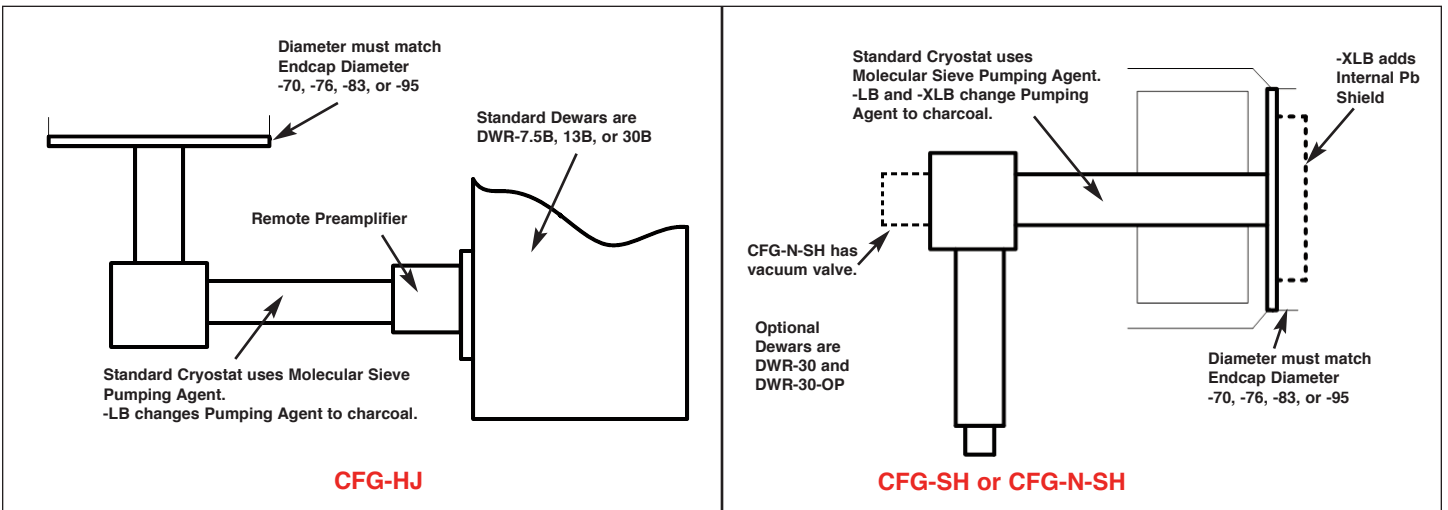 Diameter must match
Endcap Diameter
-70, -76, -83, or -95
Standard Dewars are
DWR-7.5B, 13B, or 30B
Remote Preamplifier
Standard Cryostat uses Molecular Sieve
Pumping Agent.
-LB changes Pumping Agent to charcoal.
CFG-HJ
Standard Cryostat uses
Molecular Sieve Pumping Agent.
-LB and -XLB change Pumping
Agent to charcoal.
-XLB adds
Internal Pb
Shield
CFG-N-SH has
vacuum valve.
Optional
Dewars are
DWR-30 and
DWR-30-OP
Diameter must match
Endcap Diameter
-70, -76, -83, or -95
CFG-SH or CFG-N-SH